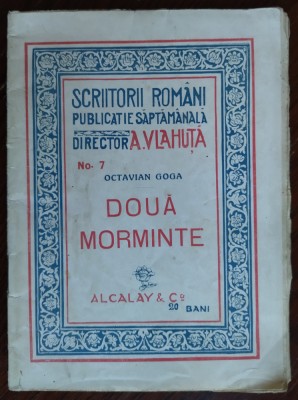 SCRIITORII ROMÂNI
PUBLICAȚIE SĂPTĂMÂNALĂ
DIRECTOR A. VLAHUȚĂ
No. 7
OCTAVIAN GOGA
DOUĂ
MORMINTE
ALCALAY & Cº
20 BANI